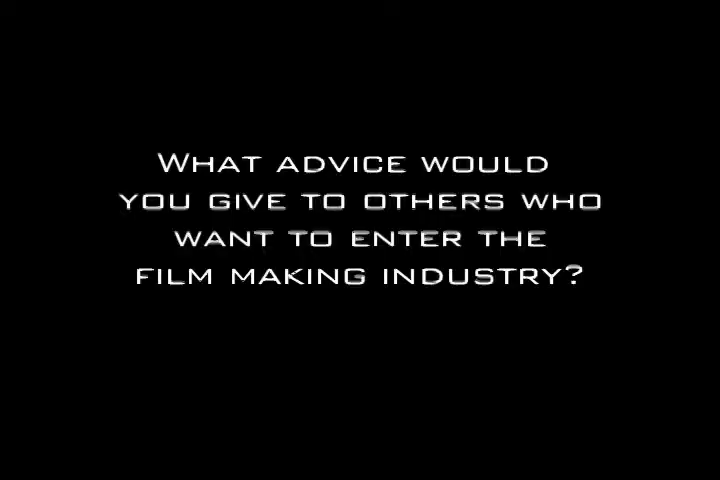 What advice would
you give to others who
want to enter the
film making industry?